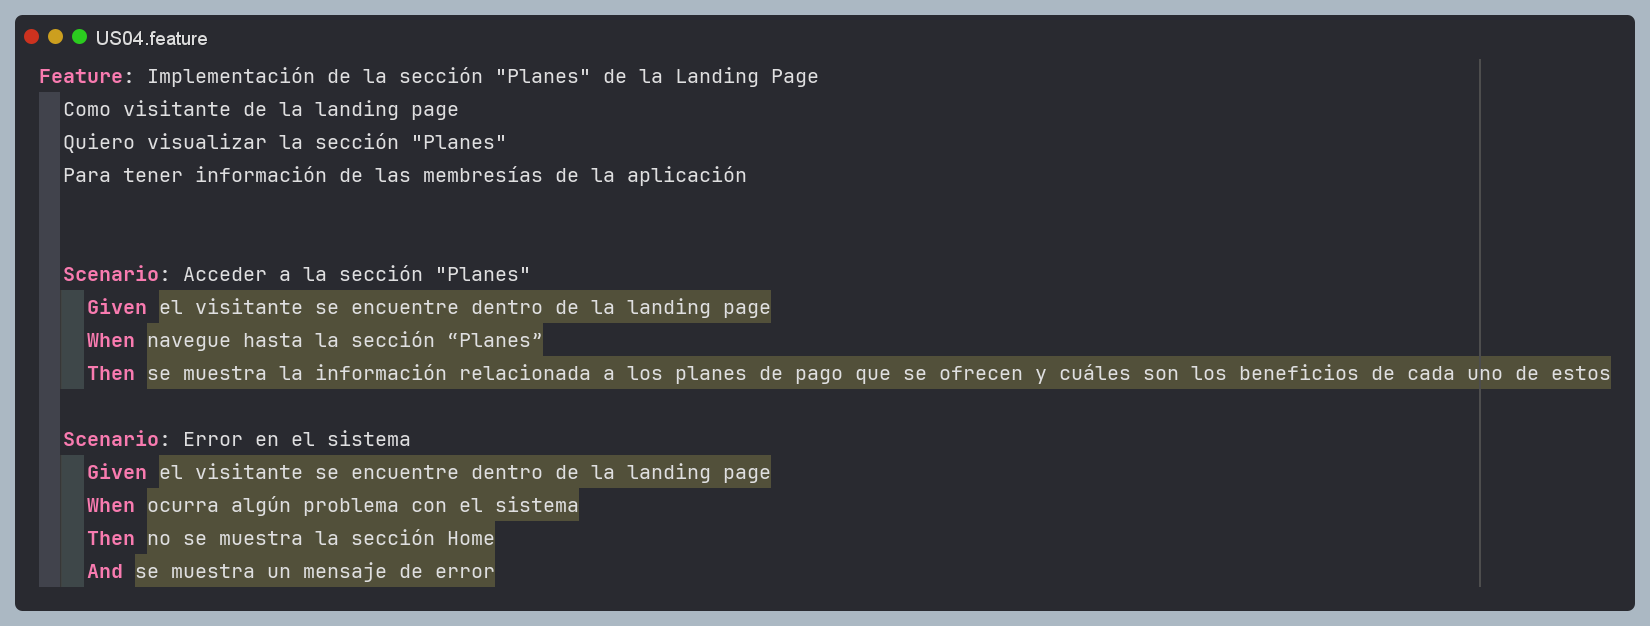 US04.feature
Feature: Implementación de la sección "Planes" de la Landing Page
Como visitante de la landing page
Quiero visualizar la sección "Planes"
Para tener información de las membresías de la aplicación
Scenario: Acceder a la sección "Planes"
Given el visitante se encuentre dentro de la landing page
When navegue hasta la sección “Planes”
Then se muestra la información relacionada a los planes de pago que se ofrecen y cuáles son los beneficios de cada uno de estos
Scenario: Error en el sistema
Given el visitante se encuentre dentro de la landing page
When ocurra algún problema con el sistema
Then no se muestra la sección Home
And se muestra un mensaje de error